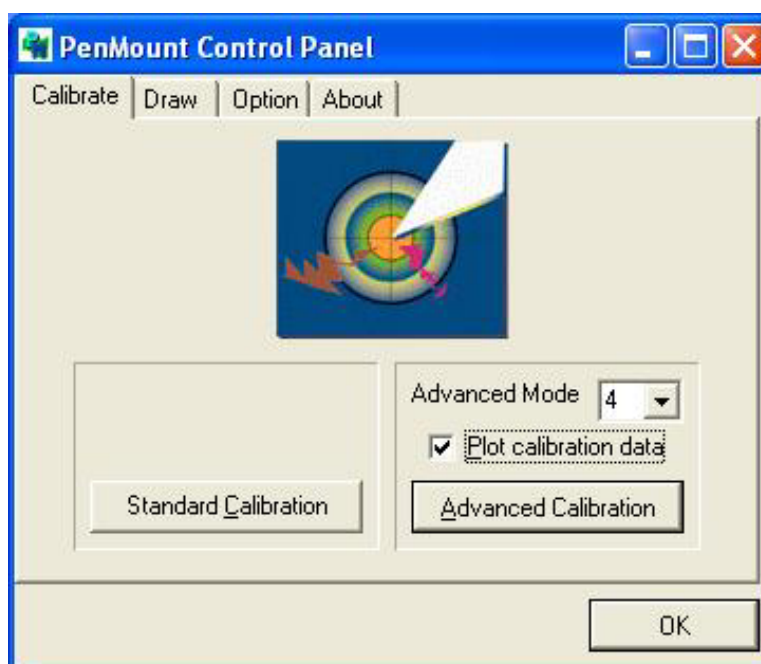 PenMount Control Panel
Calibrate Draw Option About
Advanced Mode 4
Plot calibration data
Standard Calibration
Advanced Calibration
OK